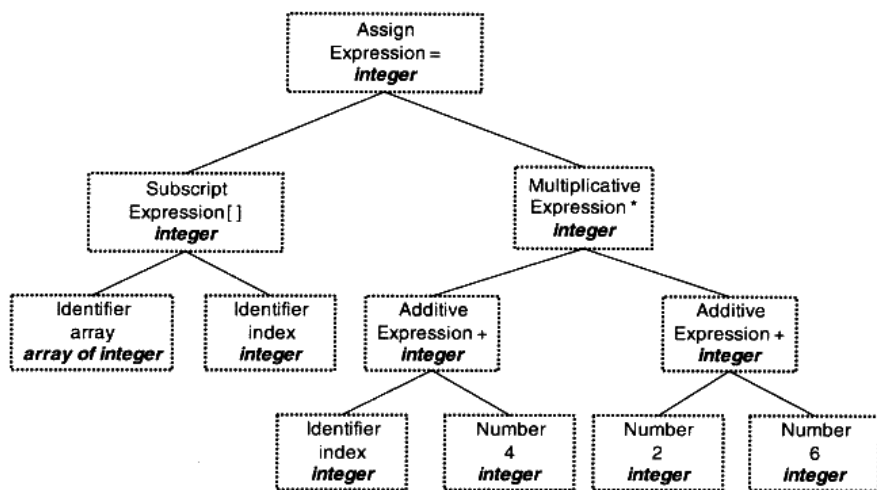 Assign
Expression =
integer
Subscript
Expression[ ]
integer
Multiplicative
Expression *
integer
Identifier
array
array of integer
Identifier
index
integer
Additive
Expression +
integer
Additive
Expression +
integer
Identifier
index
integer
Number
4
integer
Number
2
integer
Number
6
integer